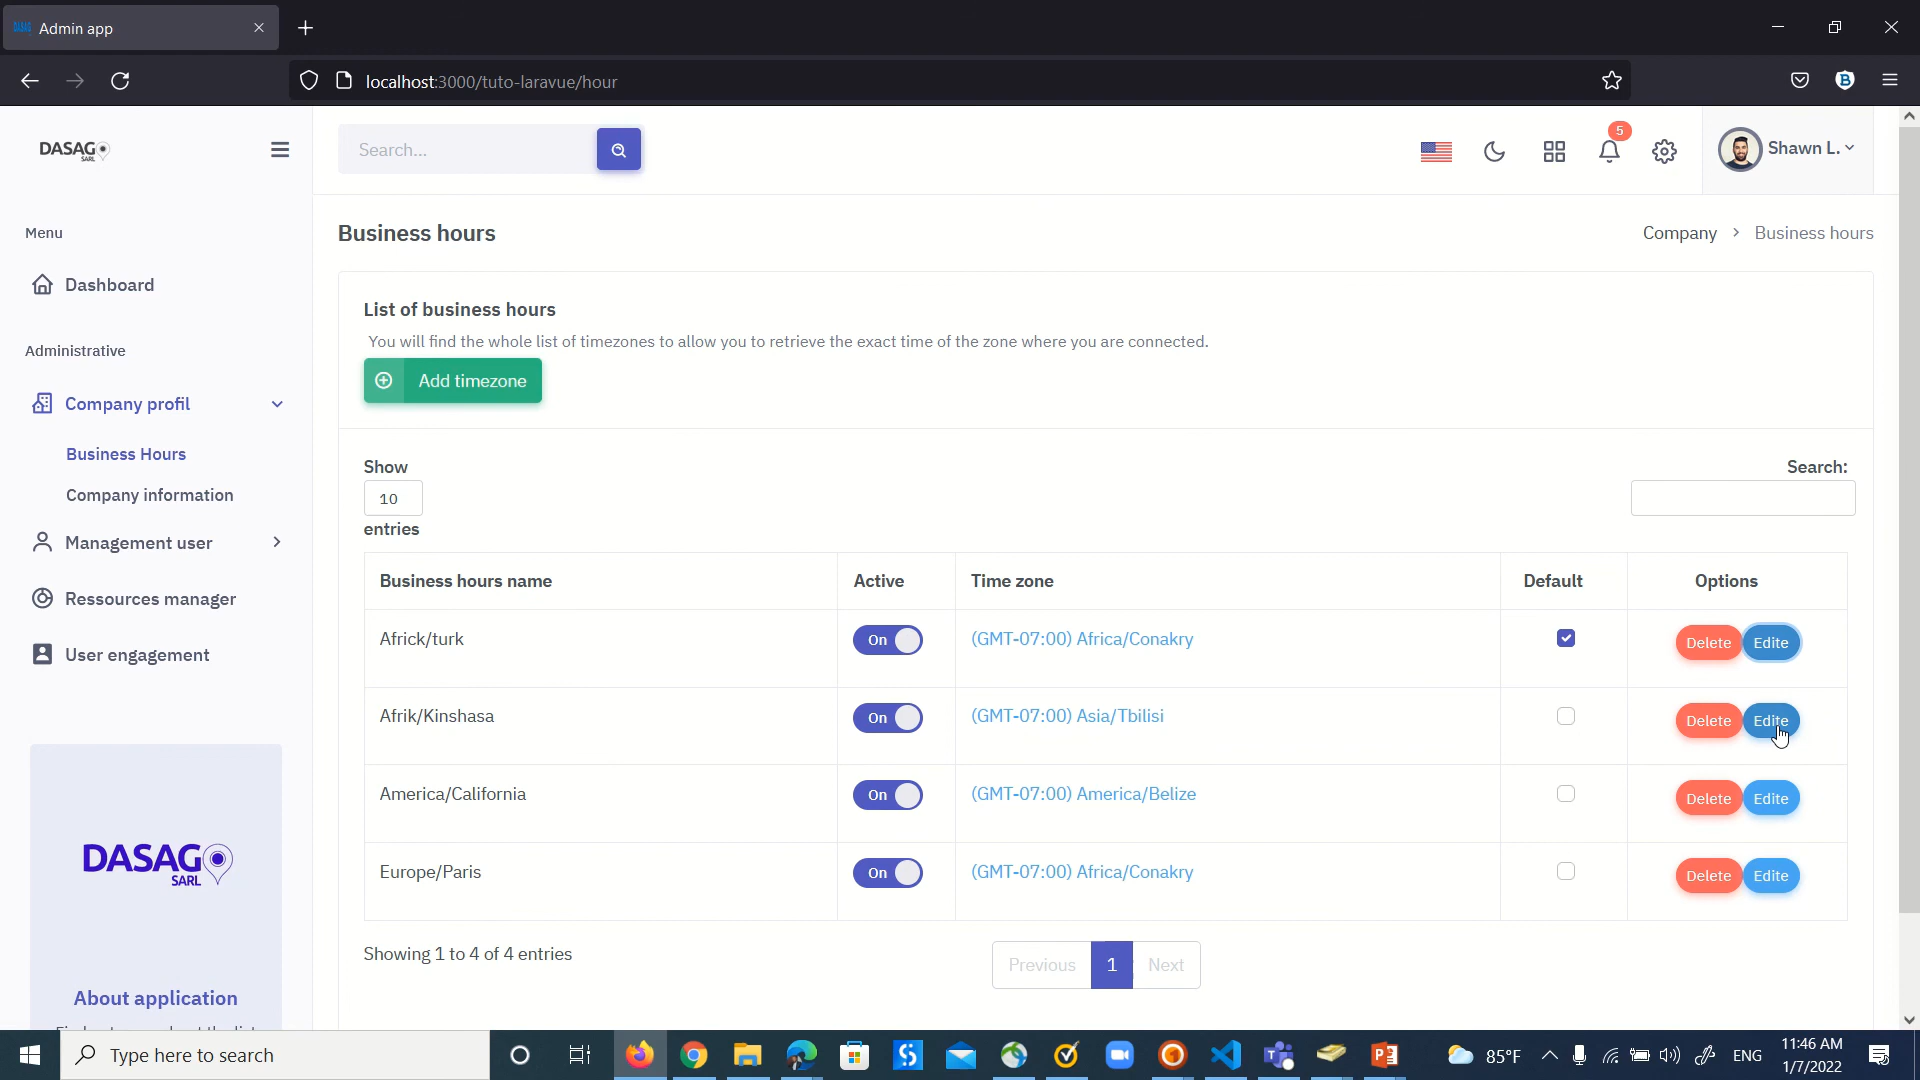 Admin app
localhost:3000/tuto-laravue/hour
DASAGO
SARL
Search...
5
Shawn L.
Menu
Dashboard
Administrative
Company profil
Business Hours
Company information
Management user
Ressources manager
User engagement
DASAGO
SARL
About application
Business hours
Company > Business hours
List of business hours
You will find the whole list of timezones to allow you to retrieve the exact time of the zone where you are connected.
Add timezone
Show
10
entries
Search:
Business hours name Active Time zone Default Options
Africk/turk On (GMT-07:00) Africa/Conakry Delete Edite
Afrik/Kinshasa On (GMT-07:00) Asia/Tbilisi Delete Edite
America/California On (GMT-07:00) America/Belize Delete Edite
Europe/Paris On (GMT-07:00) Africa/Conakry Delete Edite
Showing 1 to 4 of 4 entries
Previous 1 Next
Type here to search
85°F
ENG
11:46 AM
1/7/2022